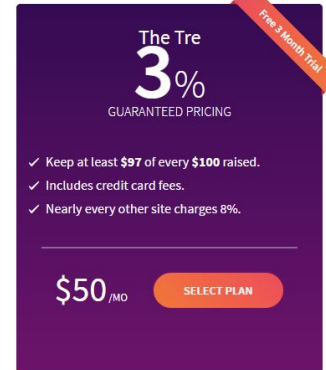 Free 3 Month Trial
The Tre
3%
GUARANTEED PRICING
✓ Keep at least $97 of every $100 raised.
✓ Includes credit card fees.
✓ Nearly every other site charges 8%.
$50 /MO
SELECT PLAN